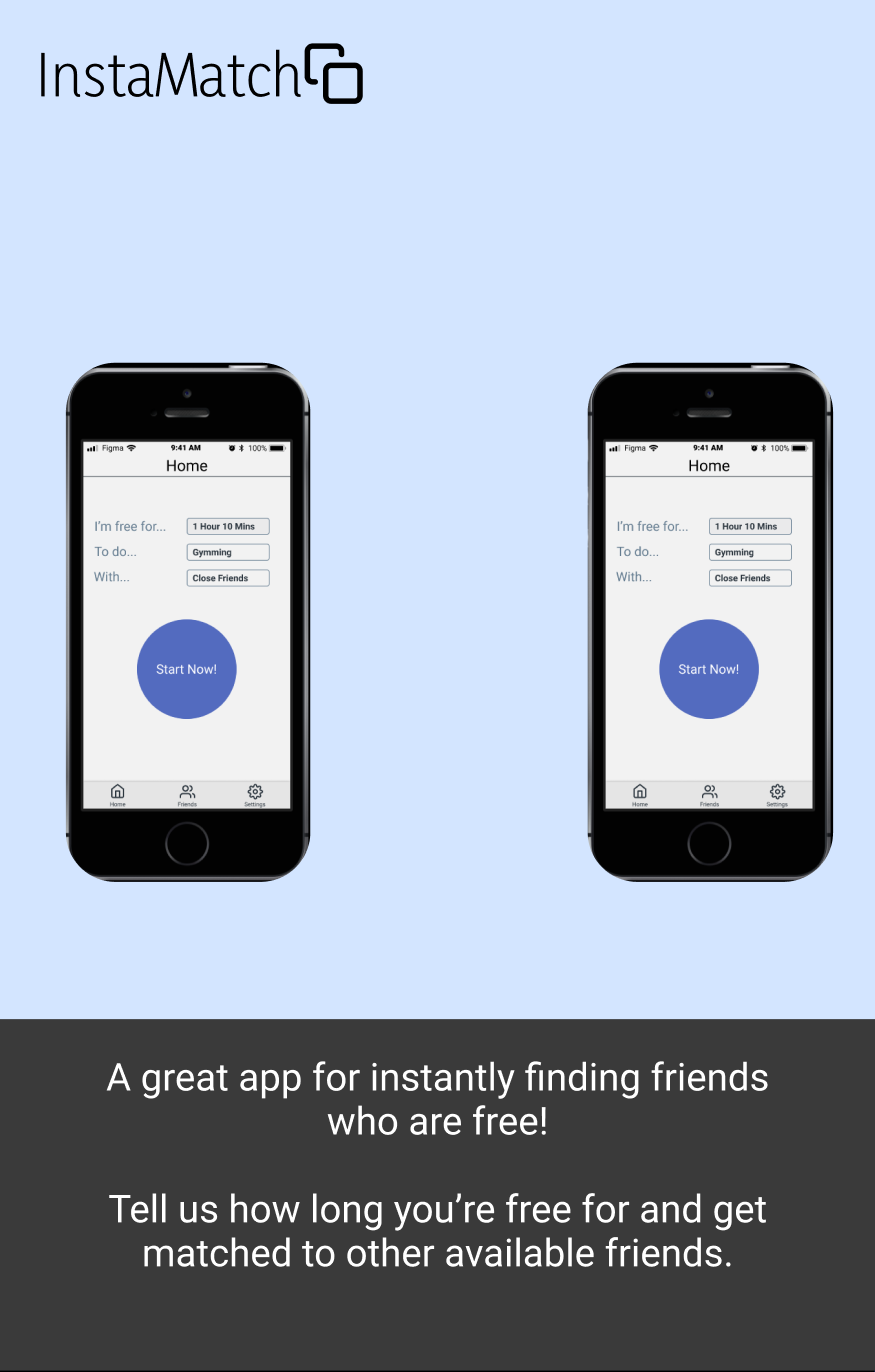 InstaMatch
Figma 9:41 AM 100%
Home
I'm free for... 1 Hour 10 Mins
To do... Gymming
With... Close Friends
Start Now!
Home Friends Settings
Figma 9:41 AM 100%
Home
I'm free for... 1 Hour 10 Mins
To do... Gymming
With... Close Friends
Start Now!
Home Friends Settings
A great app for instantly finding friends
who are free!
Tell us how long you’re free for and get
matched to other available friends.